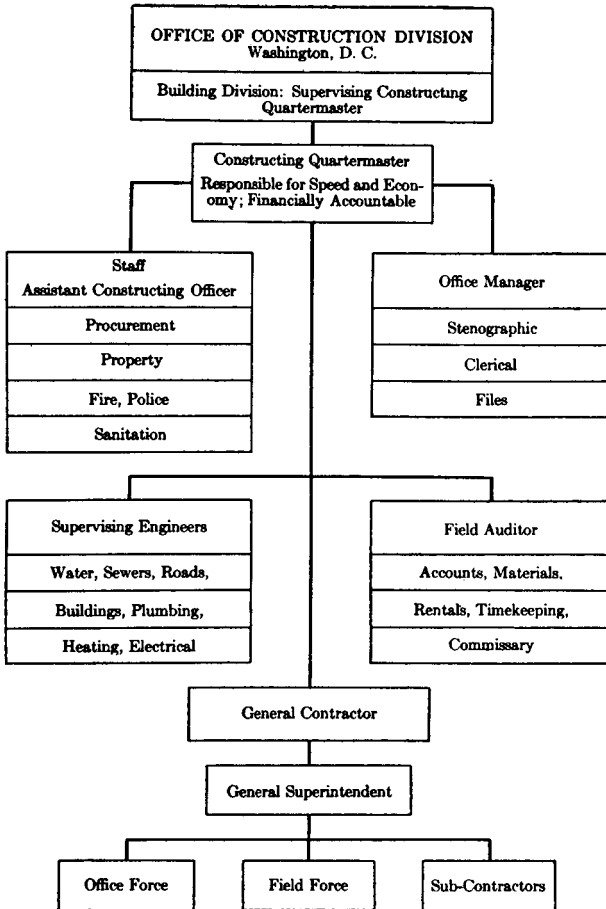 OFFICE OF CONSTRUCTION DIVISION
Washington, D. C.
Building Division: Supervising Constructing
Quartermaster
Constructing Quartermaster
Responsible for Speed and Econ-
omy; Financially Accountable
Staff
Assistant Constructing Officer
Procurement
Property
Fire, Police
Sanitation
Office Manager
Stenographic
Clerical
Files
Supervising Engineers
Water, Sewers, Roads,
Buildings, Plumbing,
Heating, Electrical
Field Auditor
Accounts, Materials,
Rentals, Timekeeping,
Commissary
General Contractor
General Superintendent
Office Force
Field Force
Sub-Contractors